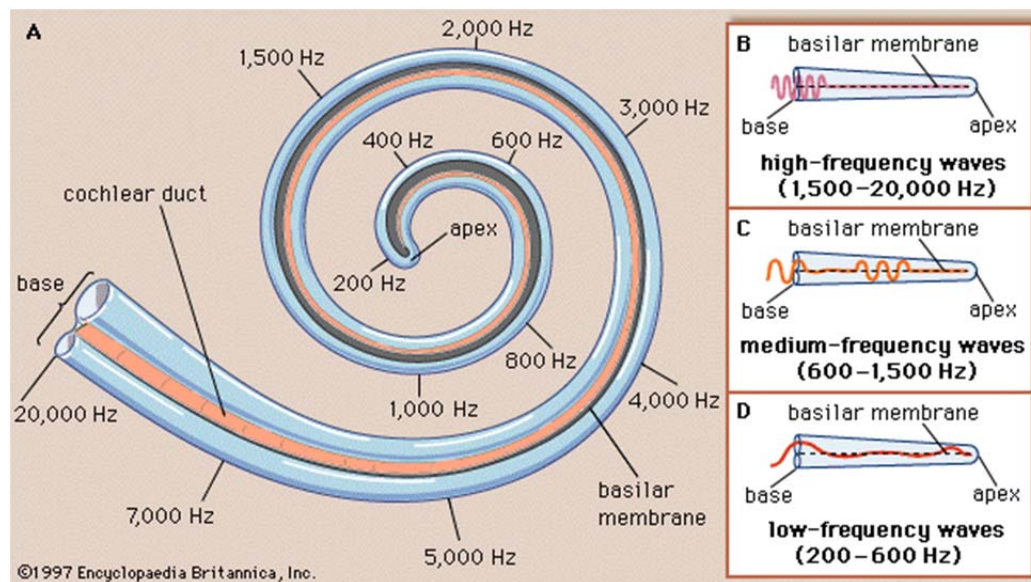 A
2,000 Hz
1,500 Hz
3,000 Hz
400 Hz
600 Hz
cochlear duct
apex
200 Hz
base
800 Hz
20,000 Hz
1,000 Hz
4,000 Hz
7,000 Hz
basilar
membrane
5,000 Hz
©1997 Encyclopaedia Britannica, Inc.
B
basilar membrane
base
apex
high-frequency waves
(1,500–20,000 Hz)
C
basilar membrane
base
apex
medium-frequency waves
(600–1,500 Hz)
D
basilar membrane
base
apex
low-frequency waves
(200–600 Hz)